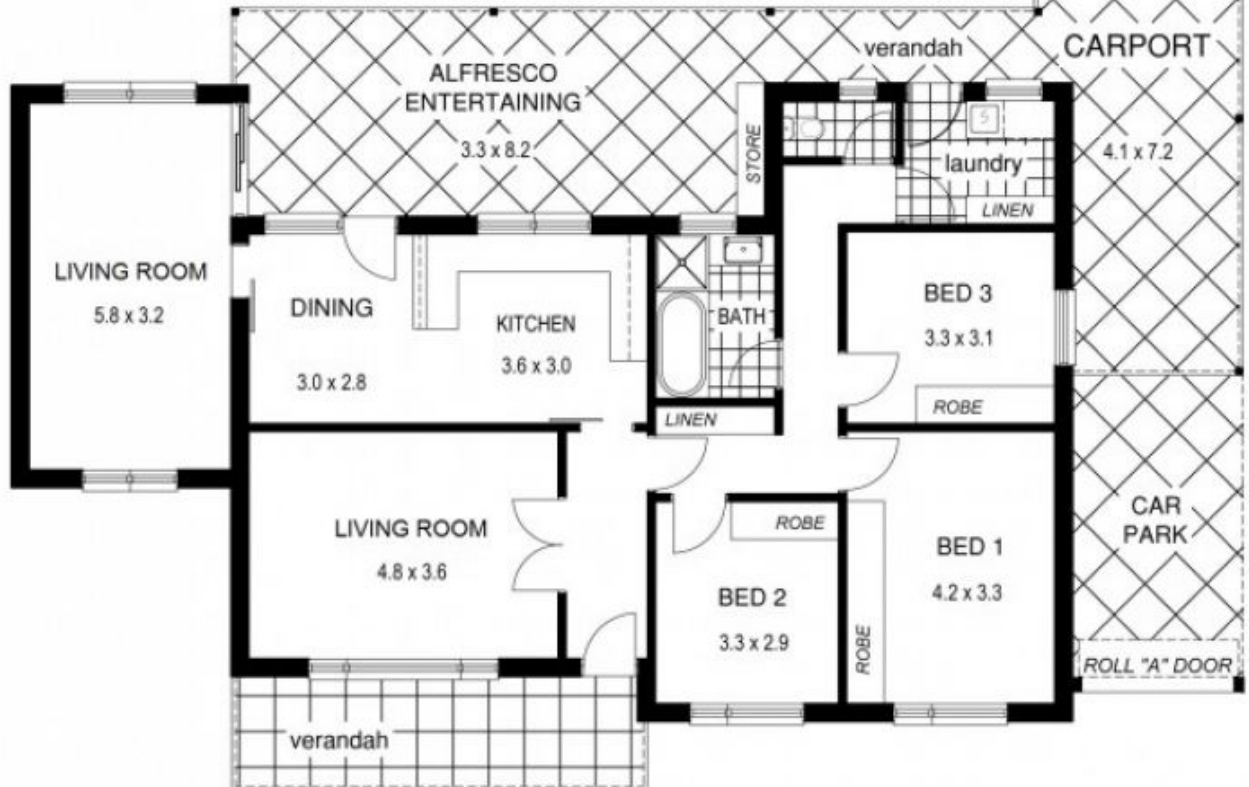 verandah
CARPORT
4.1 x 7.2
ALFRESCO
ENTERTAINING
3.3 x 8.2
STORE
laundry
LINEN
LIVING ROOM
5.8 x 3.2
DINING
3.0 x 2.8
KITCHEN
3.6 x 3.0
BATH
LINEN
BED 3
3.3 x 3.1
ROBE
LIVING ROOM
4.8 x 3.6
BED 2
3.3 x 2.9
ROBE
BED 1
4.2 x 3.3
ROBE
CAR
PARK
ROLL "A" DOOR
verandah